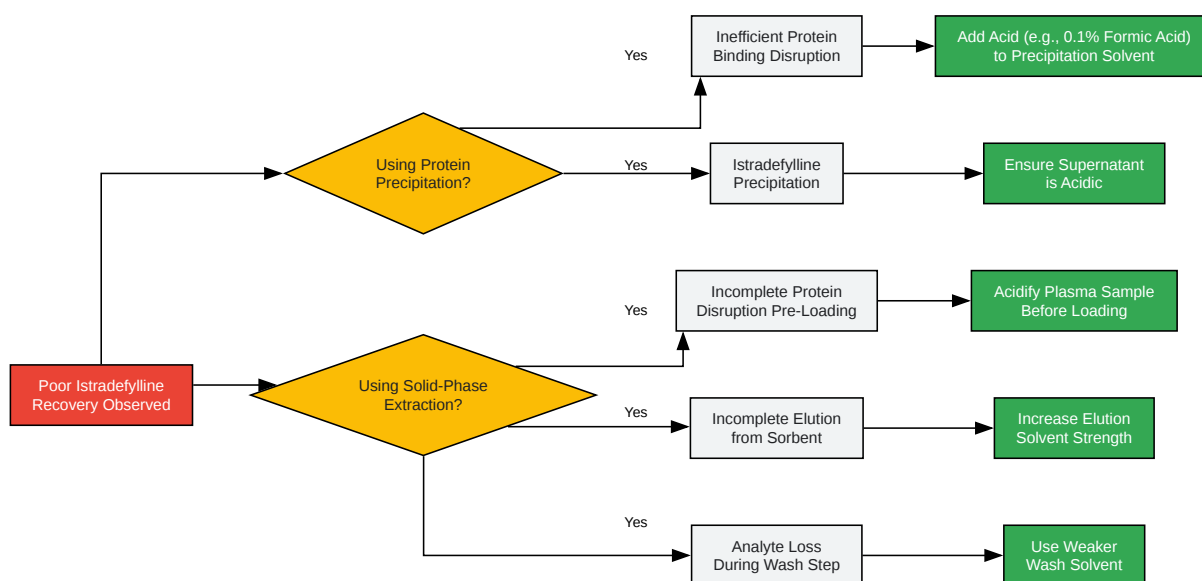 Inefficient Protein
Binding Disruption
Add Acid (e.g., 0.1% Formic Acid)
to Precipitation Solvent
Yes
Using Protein
Precipitation?
Yes
Istradefylline
Precipitation
Ensure Supernatant
is Acidic
Incomplete Protein
Disruption Pre-Loading
Acidify Plasma Sample
Before Loading
Yes
Poor Istradefylline
Recovery Observed
Using Solid-Phase
Extraction?
Yes
Incomplete Elution
from Sorbent
Increase Elution
Solvent Strength
Yes
Analyte Loss
During Wash Step
Use Weaker
Wash Solvent